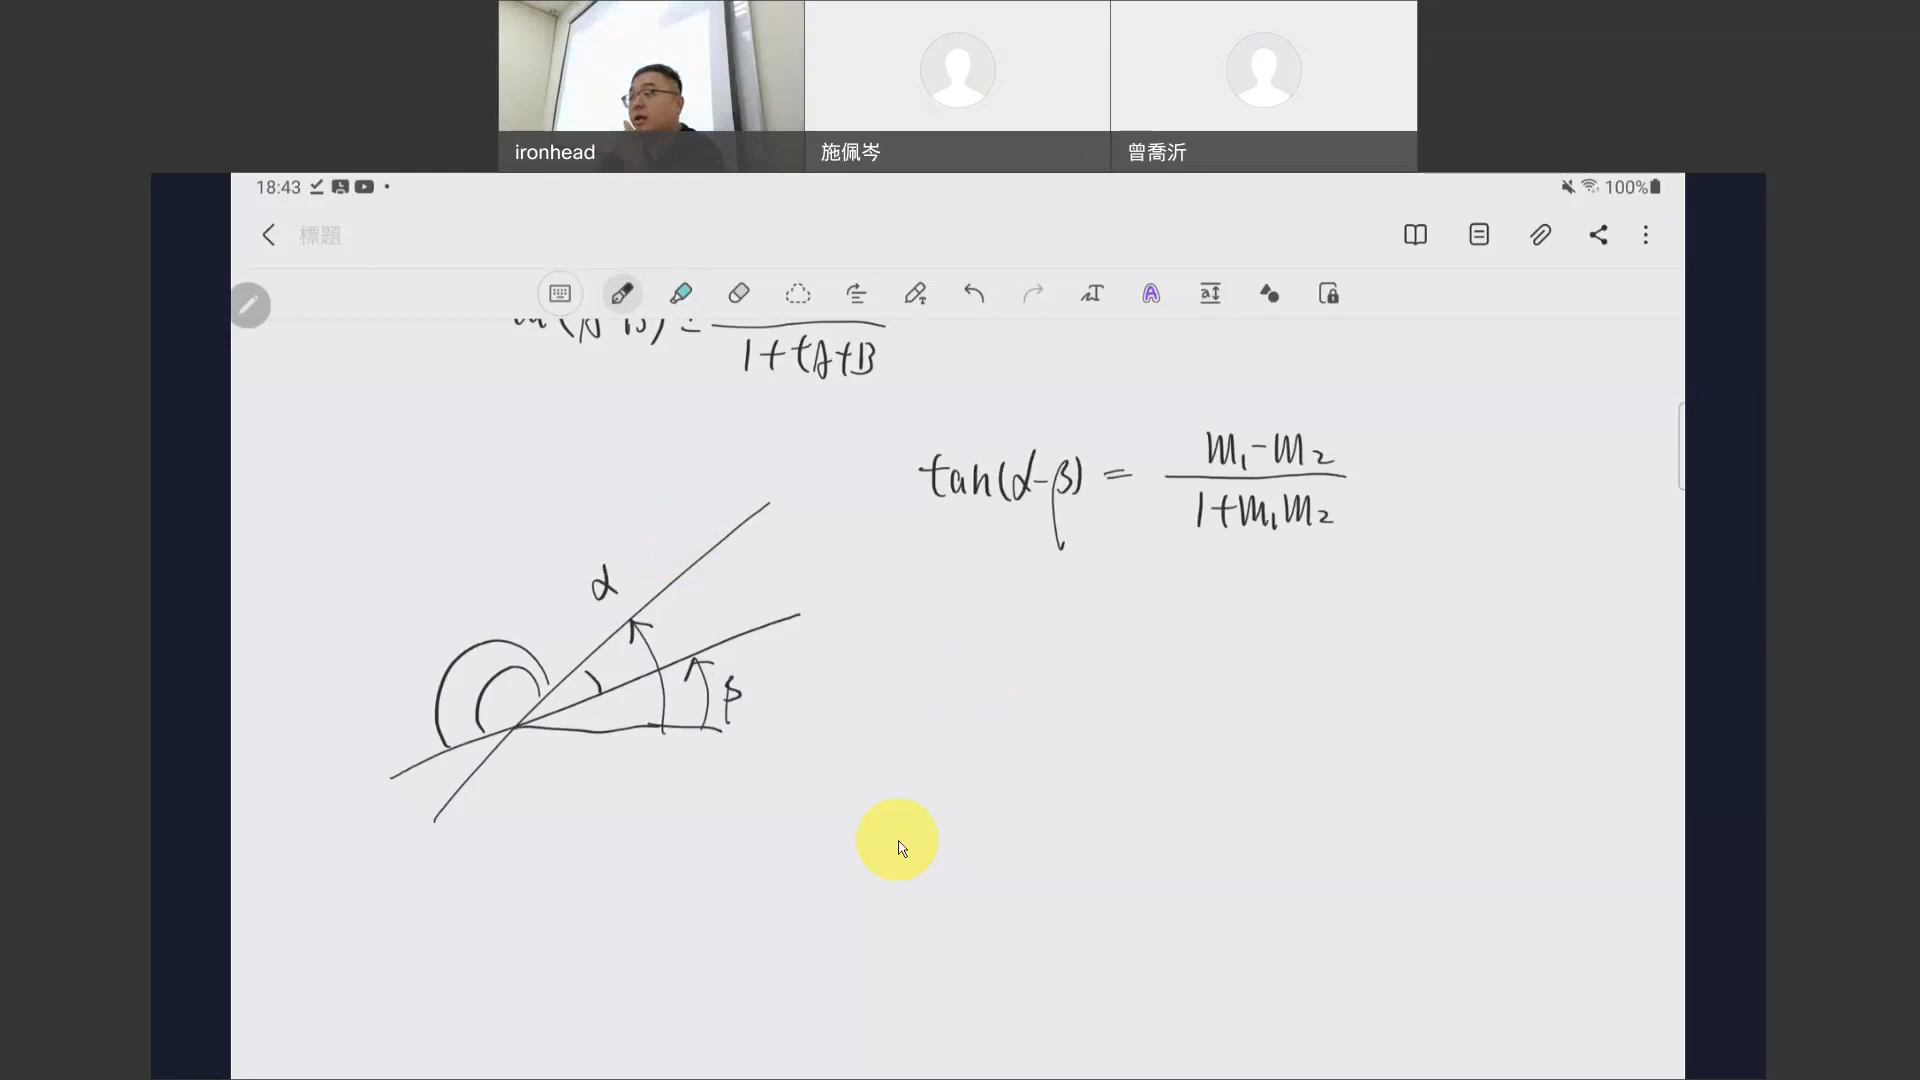 ironhead
施佩岑
曾喬沂
18:43
100%
標題
1+tAtB
tan(α-β) = m₁-m₂
1+m₁m₂
α
β